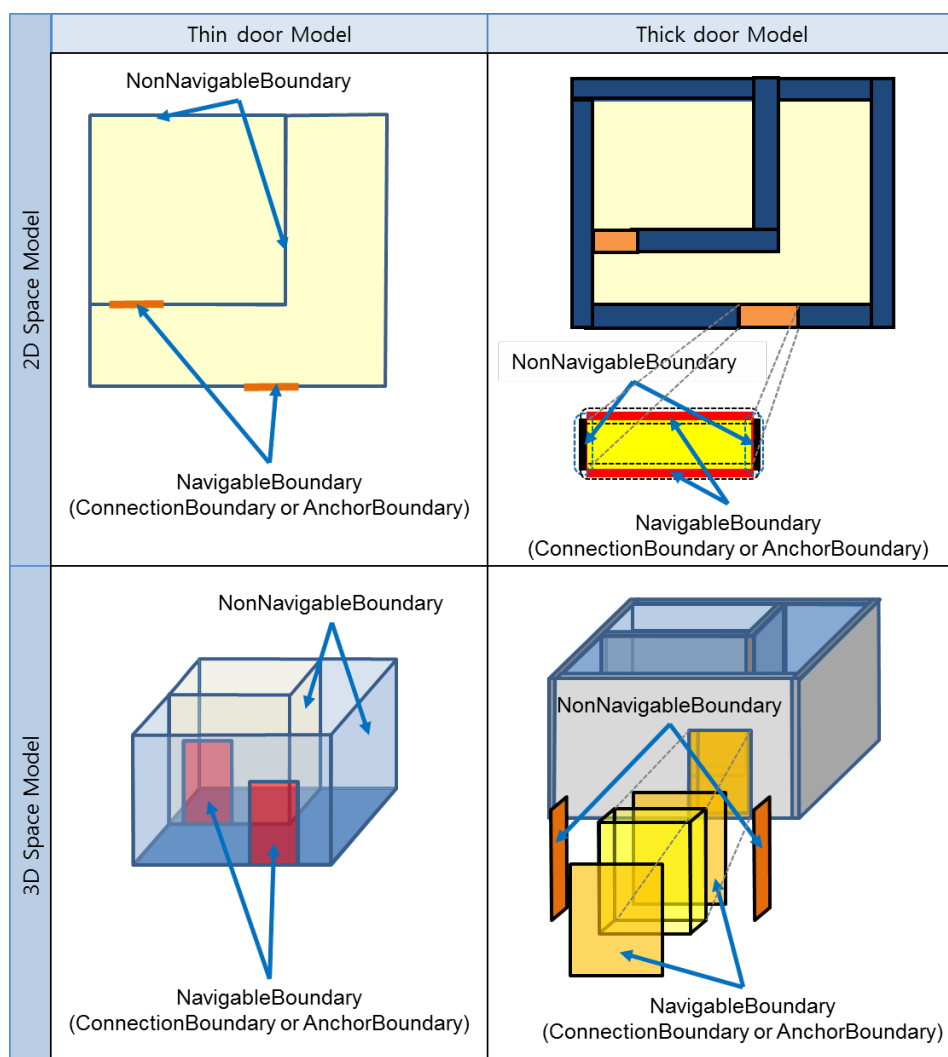 Thin door Model
Thick door Model
2D Space Model
NonNavigableBoundary
NavigableBoundary
(ConnectionBoundary or AnchorBoundary)
NonNavigableBoundary
NavigableBoundary
(ConnectionBoundary or AnchorBoundary)
3D Space Model
NonNavigableBoundary
NavigableBoundary
(ConnectionBoundary or AnchorBoundary)
NonNavigableBoundary
NavigableBoundary
(ConnectionBoundary or AnchorBoundary)